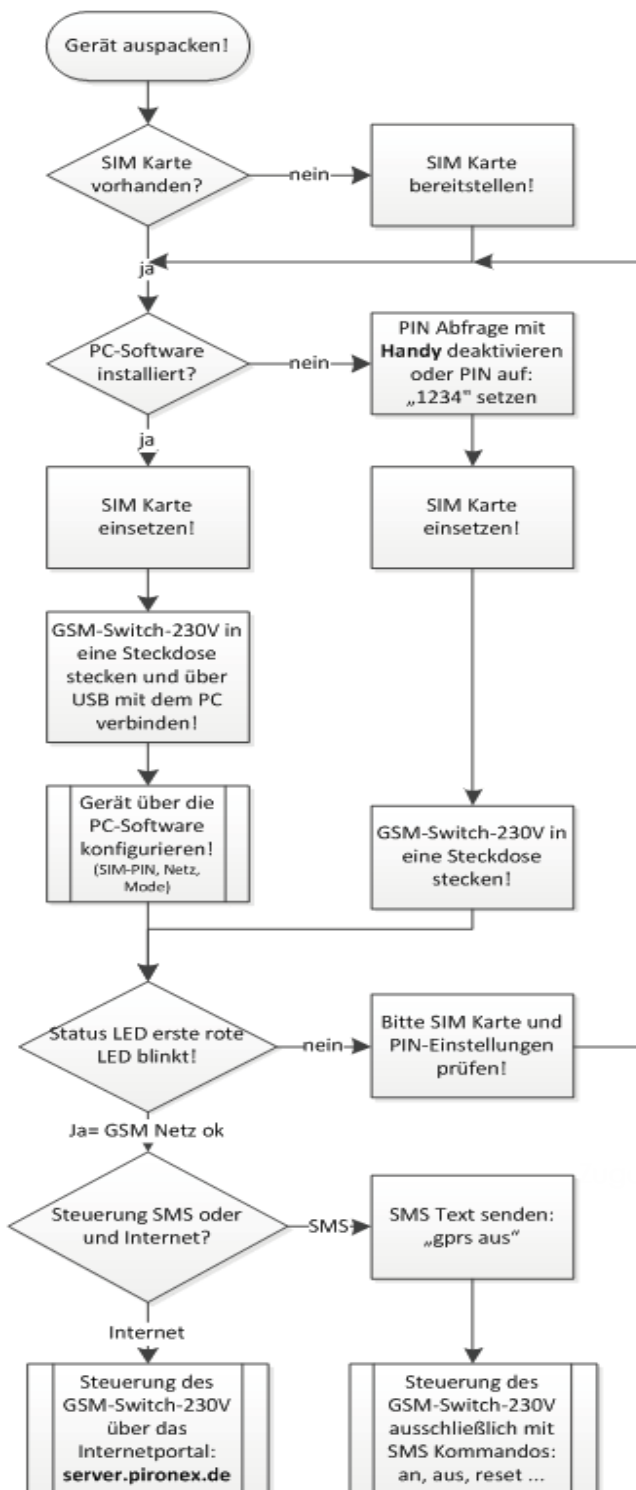 Gerät auspacken!
SIM Karte
vorhanden?
nein
SIM Karte
bereitstellen!
ja
PC-Software
installiert?
nein
PIN Abfrage mit
Handy deaktivieren
oder PIN auf:
„1234" setzen
ja
SIM Karte
einsetzen!
SIM Karte
einsetzen!
GSM-Switch-230V in
eine Steckdose
stecken und über
USB mit dem PC
verbinden!
Gerät über die
PC-Software
konfigurieren!
(SIM-PIN, Netz,
Mode)
GSM-Switch-230V in
eine Steckdose
stecken!
Status LED erste rote
LED blinkt!
nein
Bitte SIM Karte und
PIN-Einstellungen
prüfen!
Ja= GSM Netz ok
Steuerung SMS oder
und Internet?
SMS
SMS Text senden:
„gprs aus“
Internet
Steuerung des
GSM-Switch-230V
über das
Internetportal:
server.pironex.de
Steuerung des
GSM-Switch-230V
ausschließlich mit
SMS Kommandos:
an, aus, reset ...